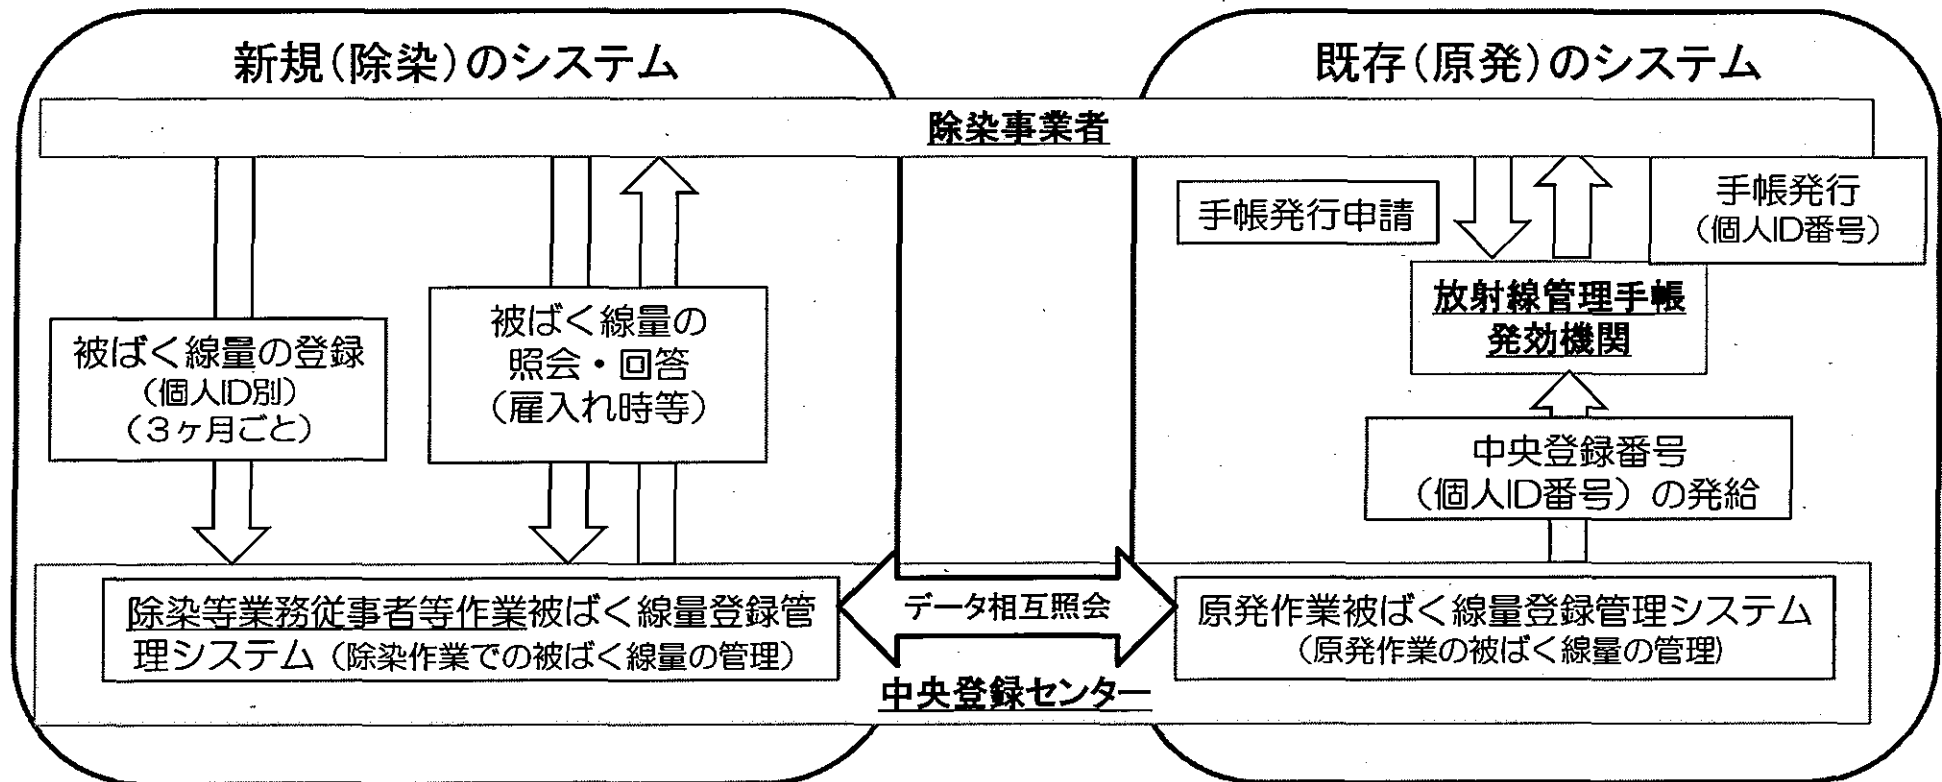 新規(除染)のシステム
既存(原発)のシステム
除染事業者
被ばく線量の登録
(個人ID別)
(3ヶ月ごと)
被ばく線量の
照会・回答
(雇入れ時等)
手帳発行申請
手帳発行
(個人ID番号)
放射線管理手帳
発効機関
中央登録番号
(個人ID番号)の発給
除染等業務従事者等作業被ばく線量登録管
理システム(除染作業での被ばく線量の管理)
データ相互照会
原発作業被ばく線量登録管理システム
(原発作業の被ばく線量の管理)
中央登録センター